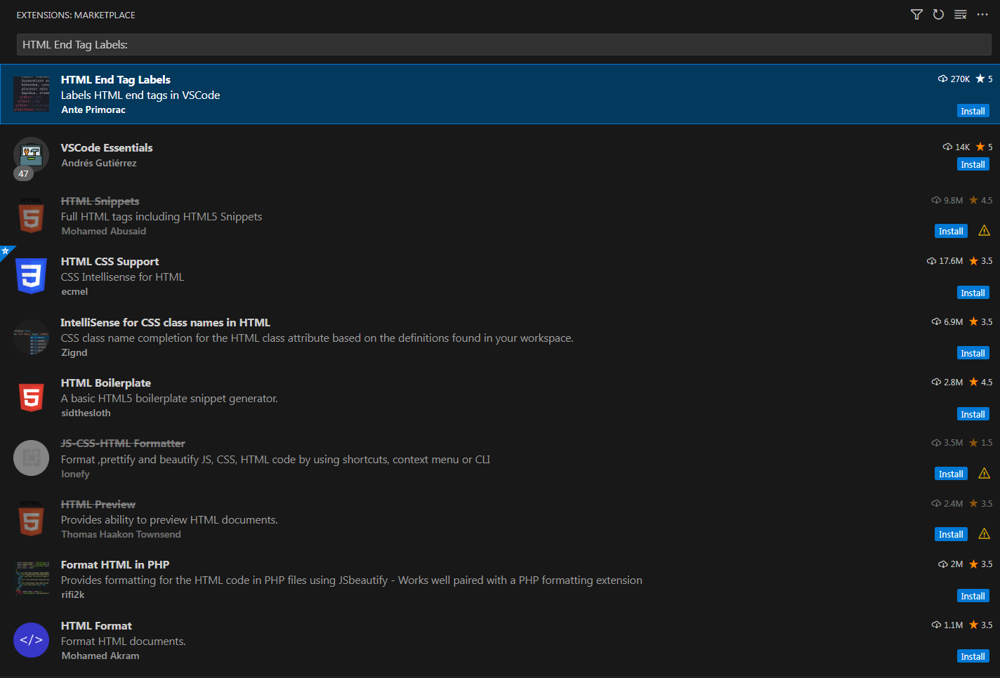 EXTENSIONS: MARKETPLACE
HTML End Tag Labels:
HTML End Tag Labels 270K 5
Labels HTML end tags in VSCode
Ante Primorac Install
VSCode Essentials 14K 5
Andrés Gutiérrez Install
47
HTML
HTML Snippets 9.8M 4.5
Full HTML tags including HTML5 Snippets
Mohamed Abusaid Install
HTML CSS Support 17.6M 3.5
CSS Intellisense for HTML
ecmel Install
IntelliSense for CSS class names in HTML 6.9M 3.5
CSS class name completion for the HTML class attribute based on the definitions found in your workspace.
Zignd Install
HTML Boilerplate 2.8M 4.5
A basic HTML5 boilerplate snippet generator.
sidthesloth Install
JS-CSS-HTML Formatter 3.5M 1.5
Format ,prettify and beautify JS, CSS, HTML code by using shortcuts, context menu or CLI
lonefy Install
HTML
HTML Preview 2.4M 3.5
Provides ability to preview HTML documents.
Thomas Haakon Townsend Install
Format HTML in PHP 2M 3.5
Provides formatting for the HTML code in PHP files using JSbeautify - Works well paired with a PHP formatting extension
rifi2k Install
HTML Format 1.1M 3.5
</> Format HTML documents.
Mohamed Akram Install